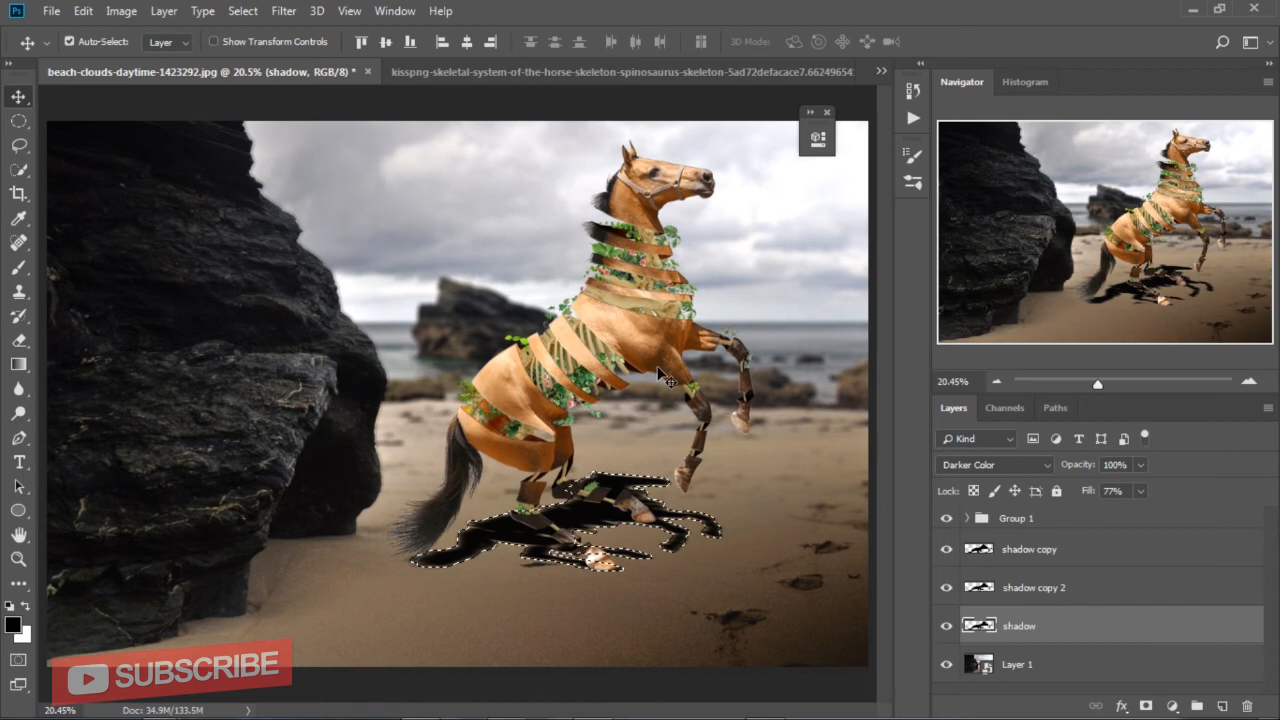 Ps File Edit Image Layer Type Select Filter 3D View Window Help
Auto-Select: Layer Show Transform Controls 3D Mode:
beach-clouds-daytime-1423292.jpg @ 20.5% (shadow, RGB/8) * × kisspng-skeletal-system-of-the-horse-skeleton-spinosaurus-skeleton-5ad72defacace7.662496541
Navigator Histogram
20.45%
Layers Channels Paths
Kind
Darker Color Opacity: 100%
Lock: Fill: 77%
Group 1
shadow copy
shadow copy 2
shadow
Layer 1
SUBSCRIBE
20.45% Doc: 34.9M/133.5M
fx